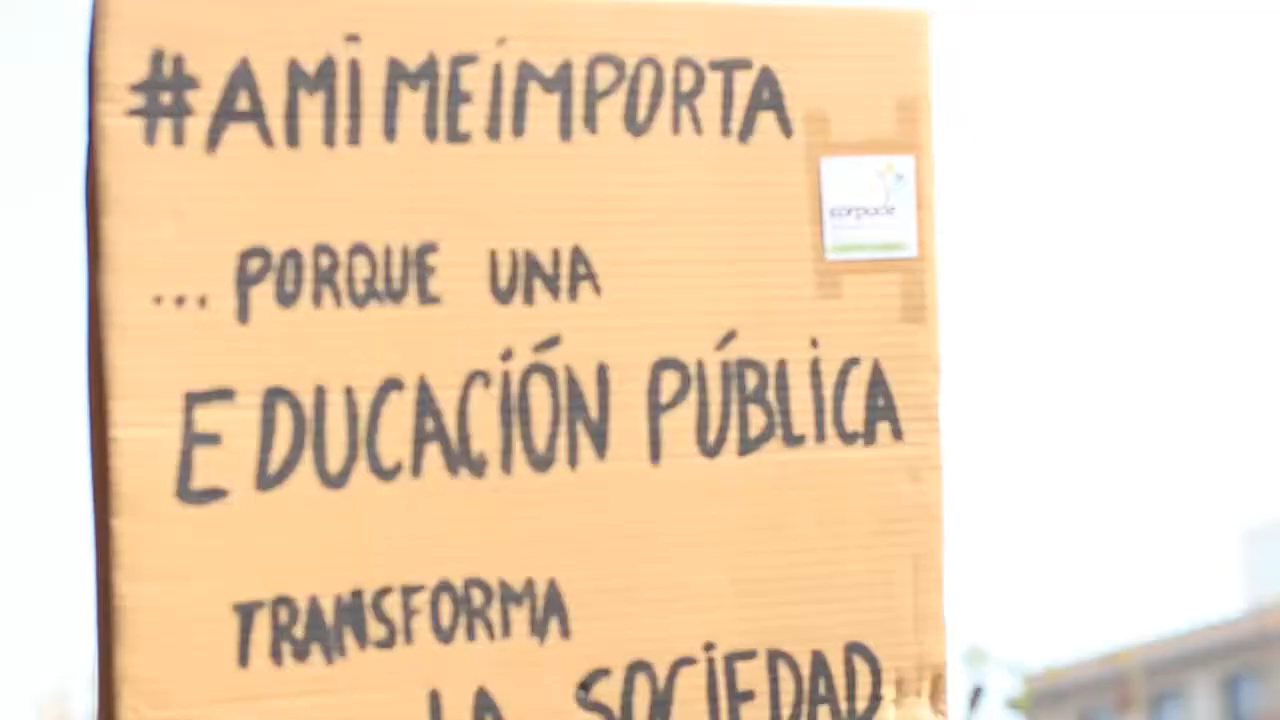 #AMIMEIMPORTA
... PORQUE UNA
EDUCACIÓN PÚBLICA
TRANSFORMA
LA SOCIEDAD